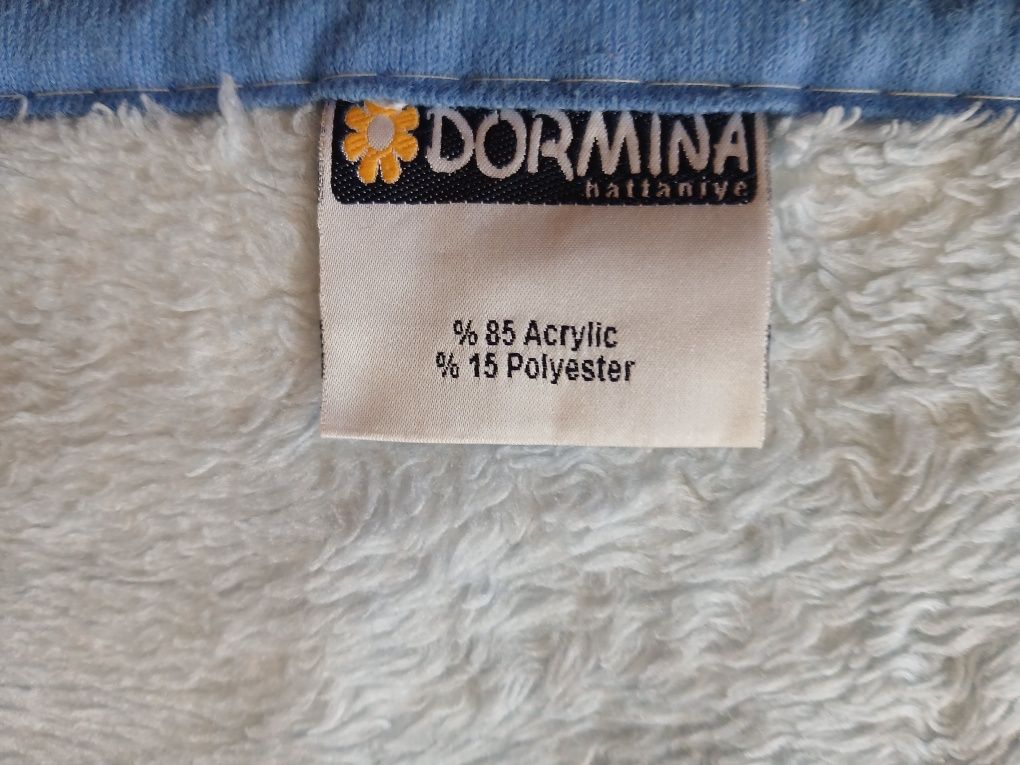 DORMINA
battaniye
% 85 Acrylic
% 15 Polyester